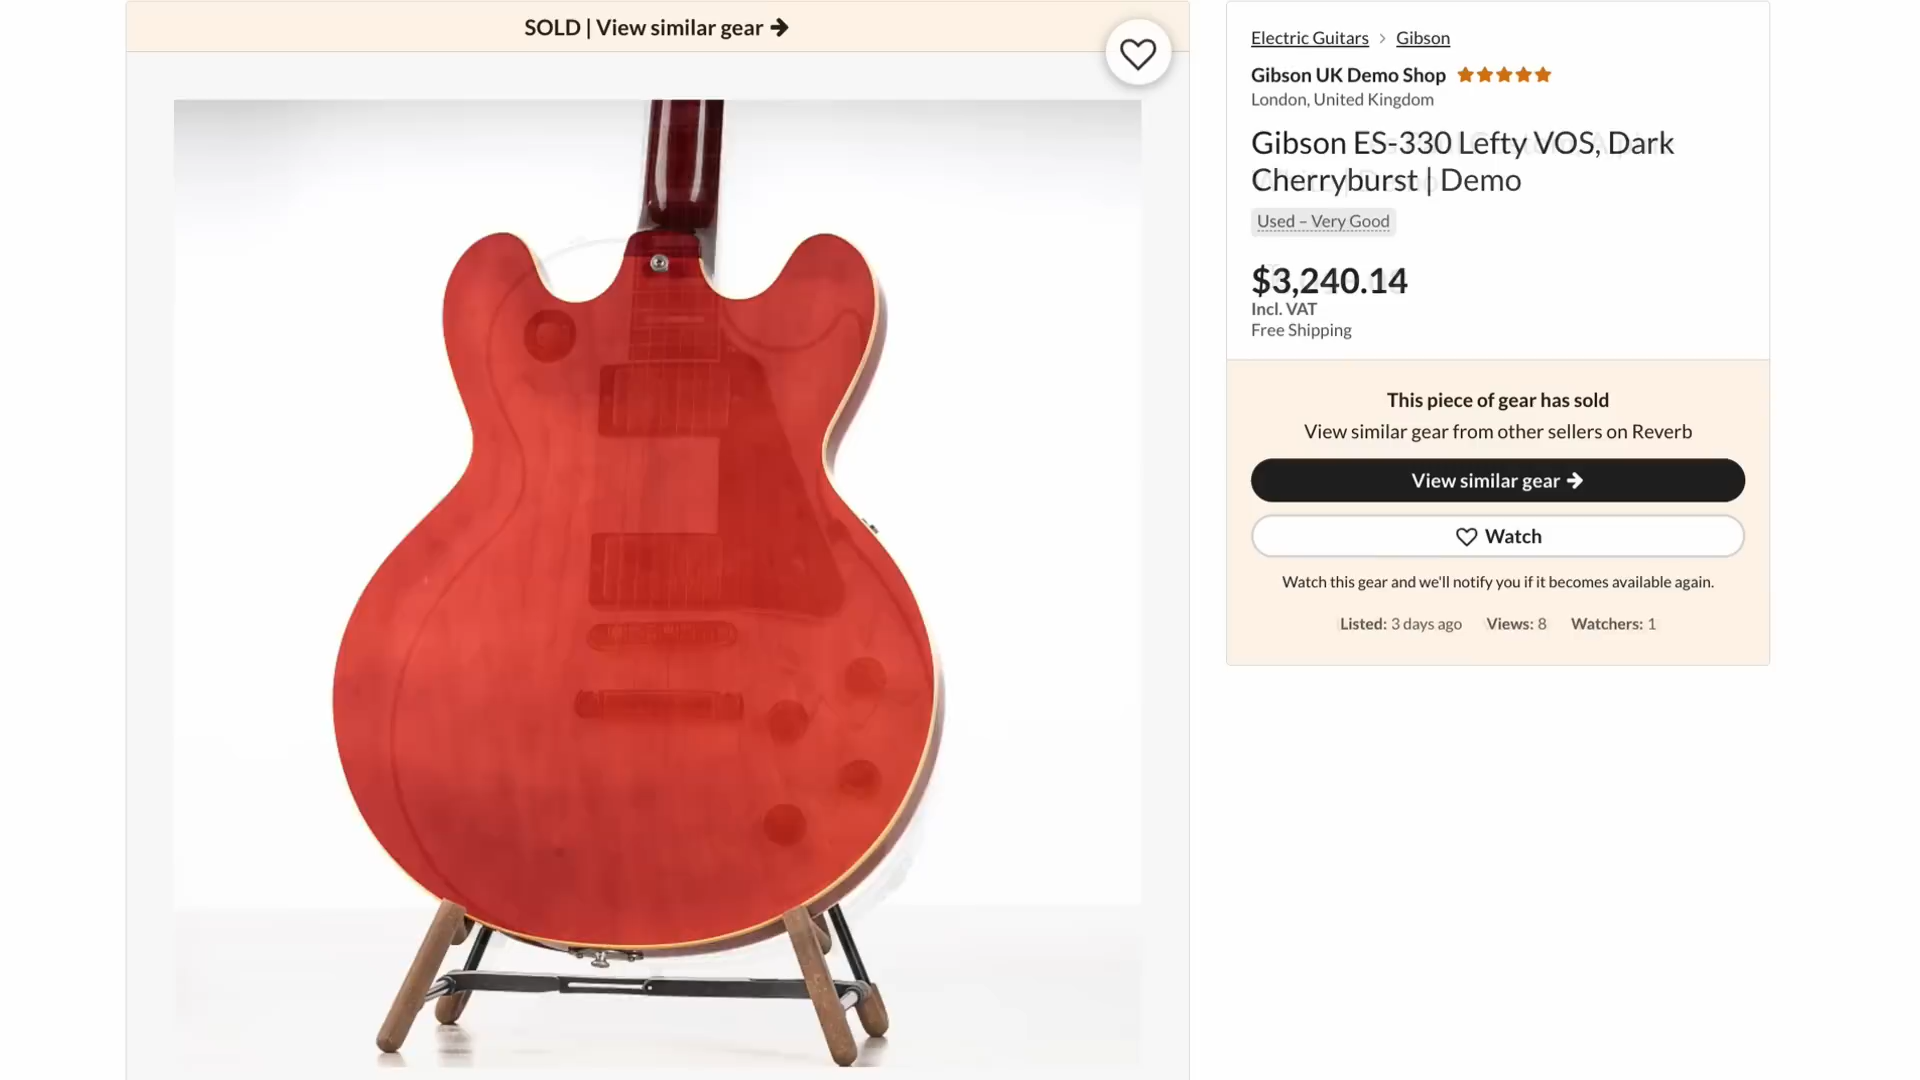 SOLD | View similar gear →
Electric Guitars > Gibson
Gibson UK Demo Shop
London, United Kingdom
Gibson ES-330 Lefty VOS, Dark
Cherryburst | Demo
Used – Very Good
$3,240.14
Incl. VAT
Free Shipping
This piece of gear has sold
View similar gear from other sellers on Reverb
View similar gear →
Watch
Watch this gear and we'll notify you if it becomes available again.
Listed: 3 days ago Views: 8 Watchers: 1